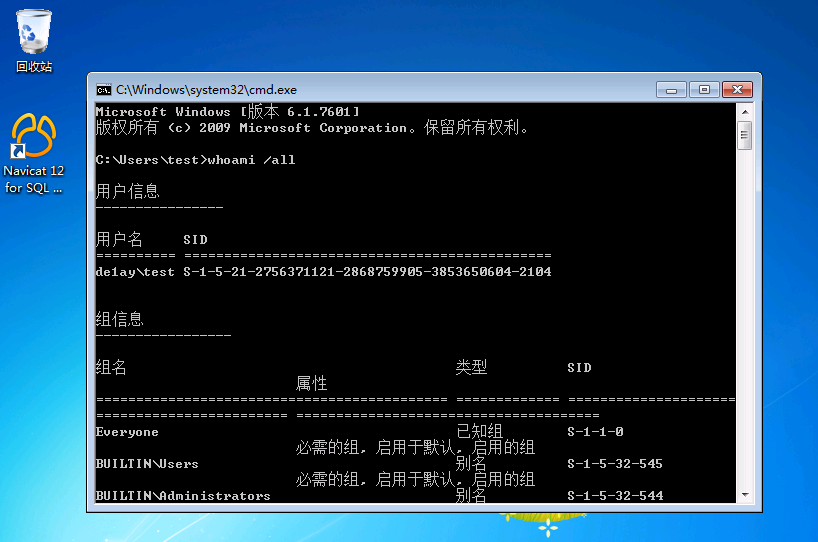 回收站
Navicat 12
for SQL ...
C:\Windows\system32\cmd.exe
Microsoft Windows [版本 6.1.7601]
版权所有 (c) 2009 Microsoft Corporation。保留所有权利。
C:\Users\test>whoami /all
用户信息
----------------
用户名 SID
========== ==============================================
de1ay\test S-1-5-21-2756371121-2868759905-3853650604-2104
组信息
-----------------
组名 类型 SID
属性
============================================ ============= =====================
======================== ======================================
Everyone 已知组 S-1-1-0
必需的组, 启用于默认, 启用的组
BUILTIN\Users 别名 S-1-5-32-545
必需的组, 启用于默认, 启用的组
BUILTIN\Administrators 别名 S-1-5-32-544